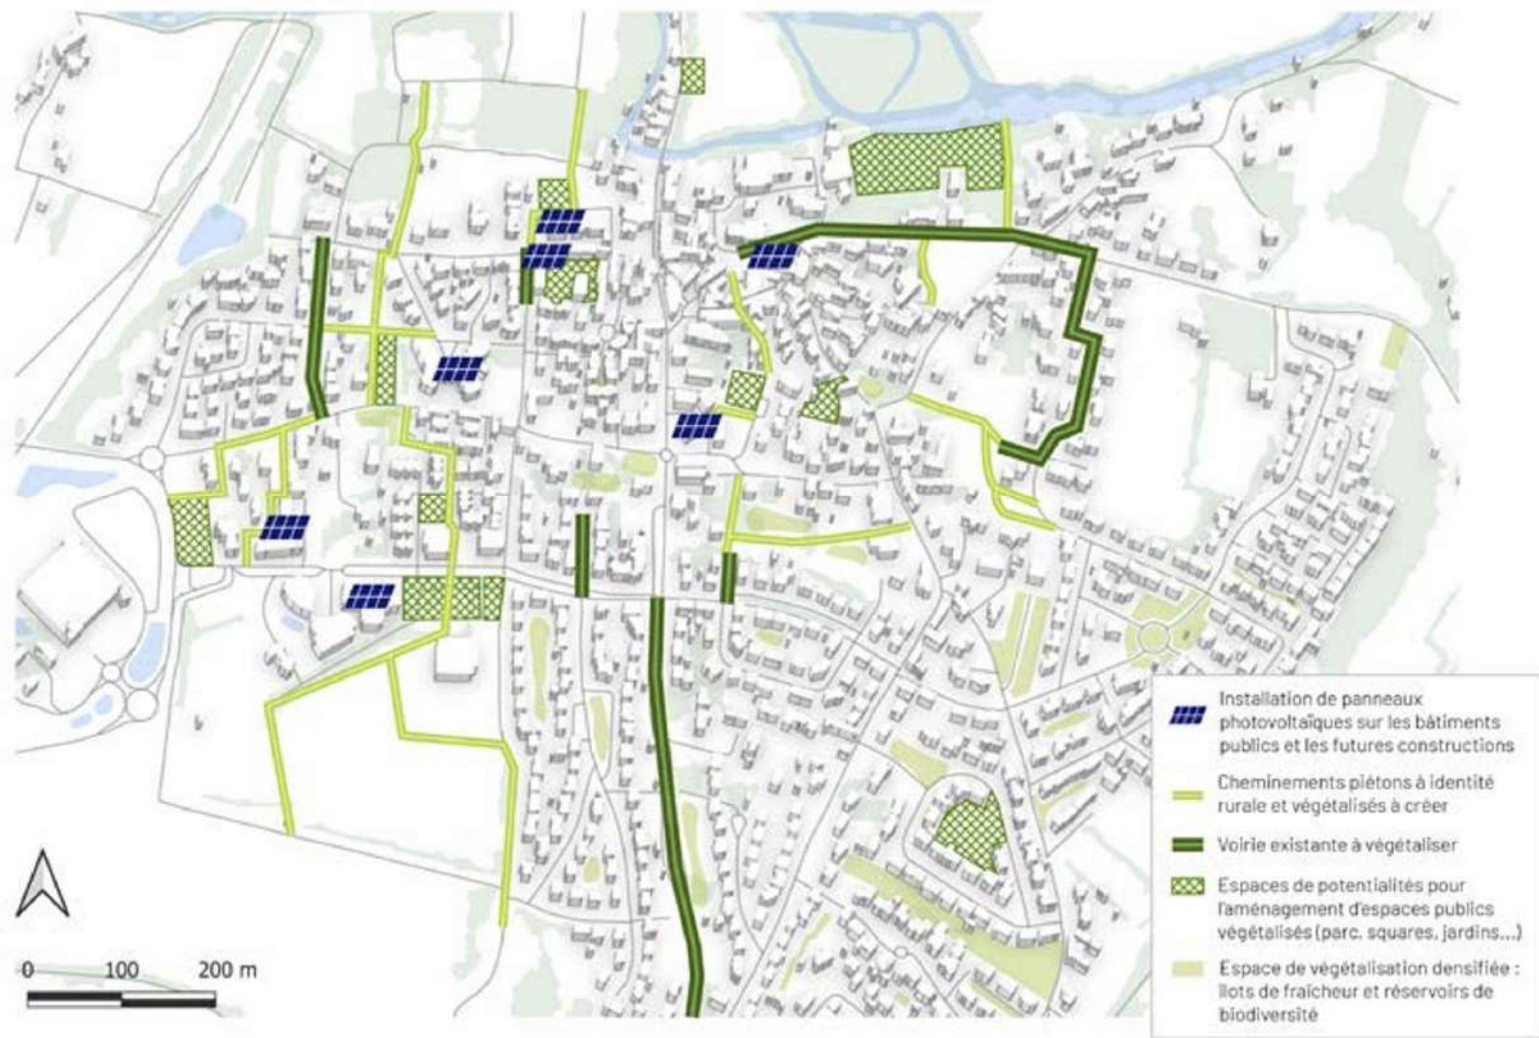 Installation de panneaux
photovoltaïques sur les bâtiments
publics et les futures constructions
Cheminements piétons à identité
rurale et végétalisés à créer
Voirie existante à végétaliser
Espaces de potentialités pour
l'aménagement d'espaces publics
végétalisés (parc, squares, jardins...)
Espace de végétalisation densifiée :
îlots de fraîcheur et réservoirs de
biodiversité
0 100 200 m